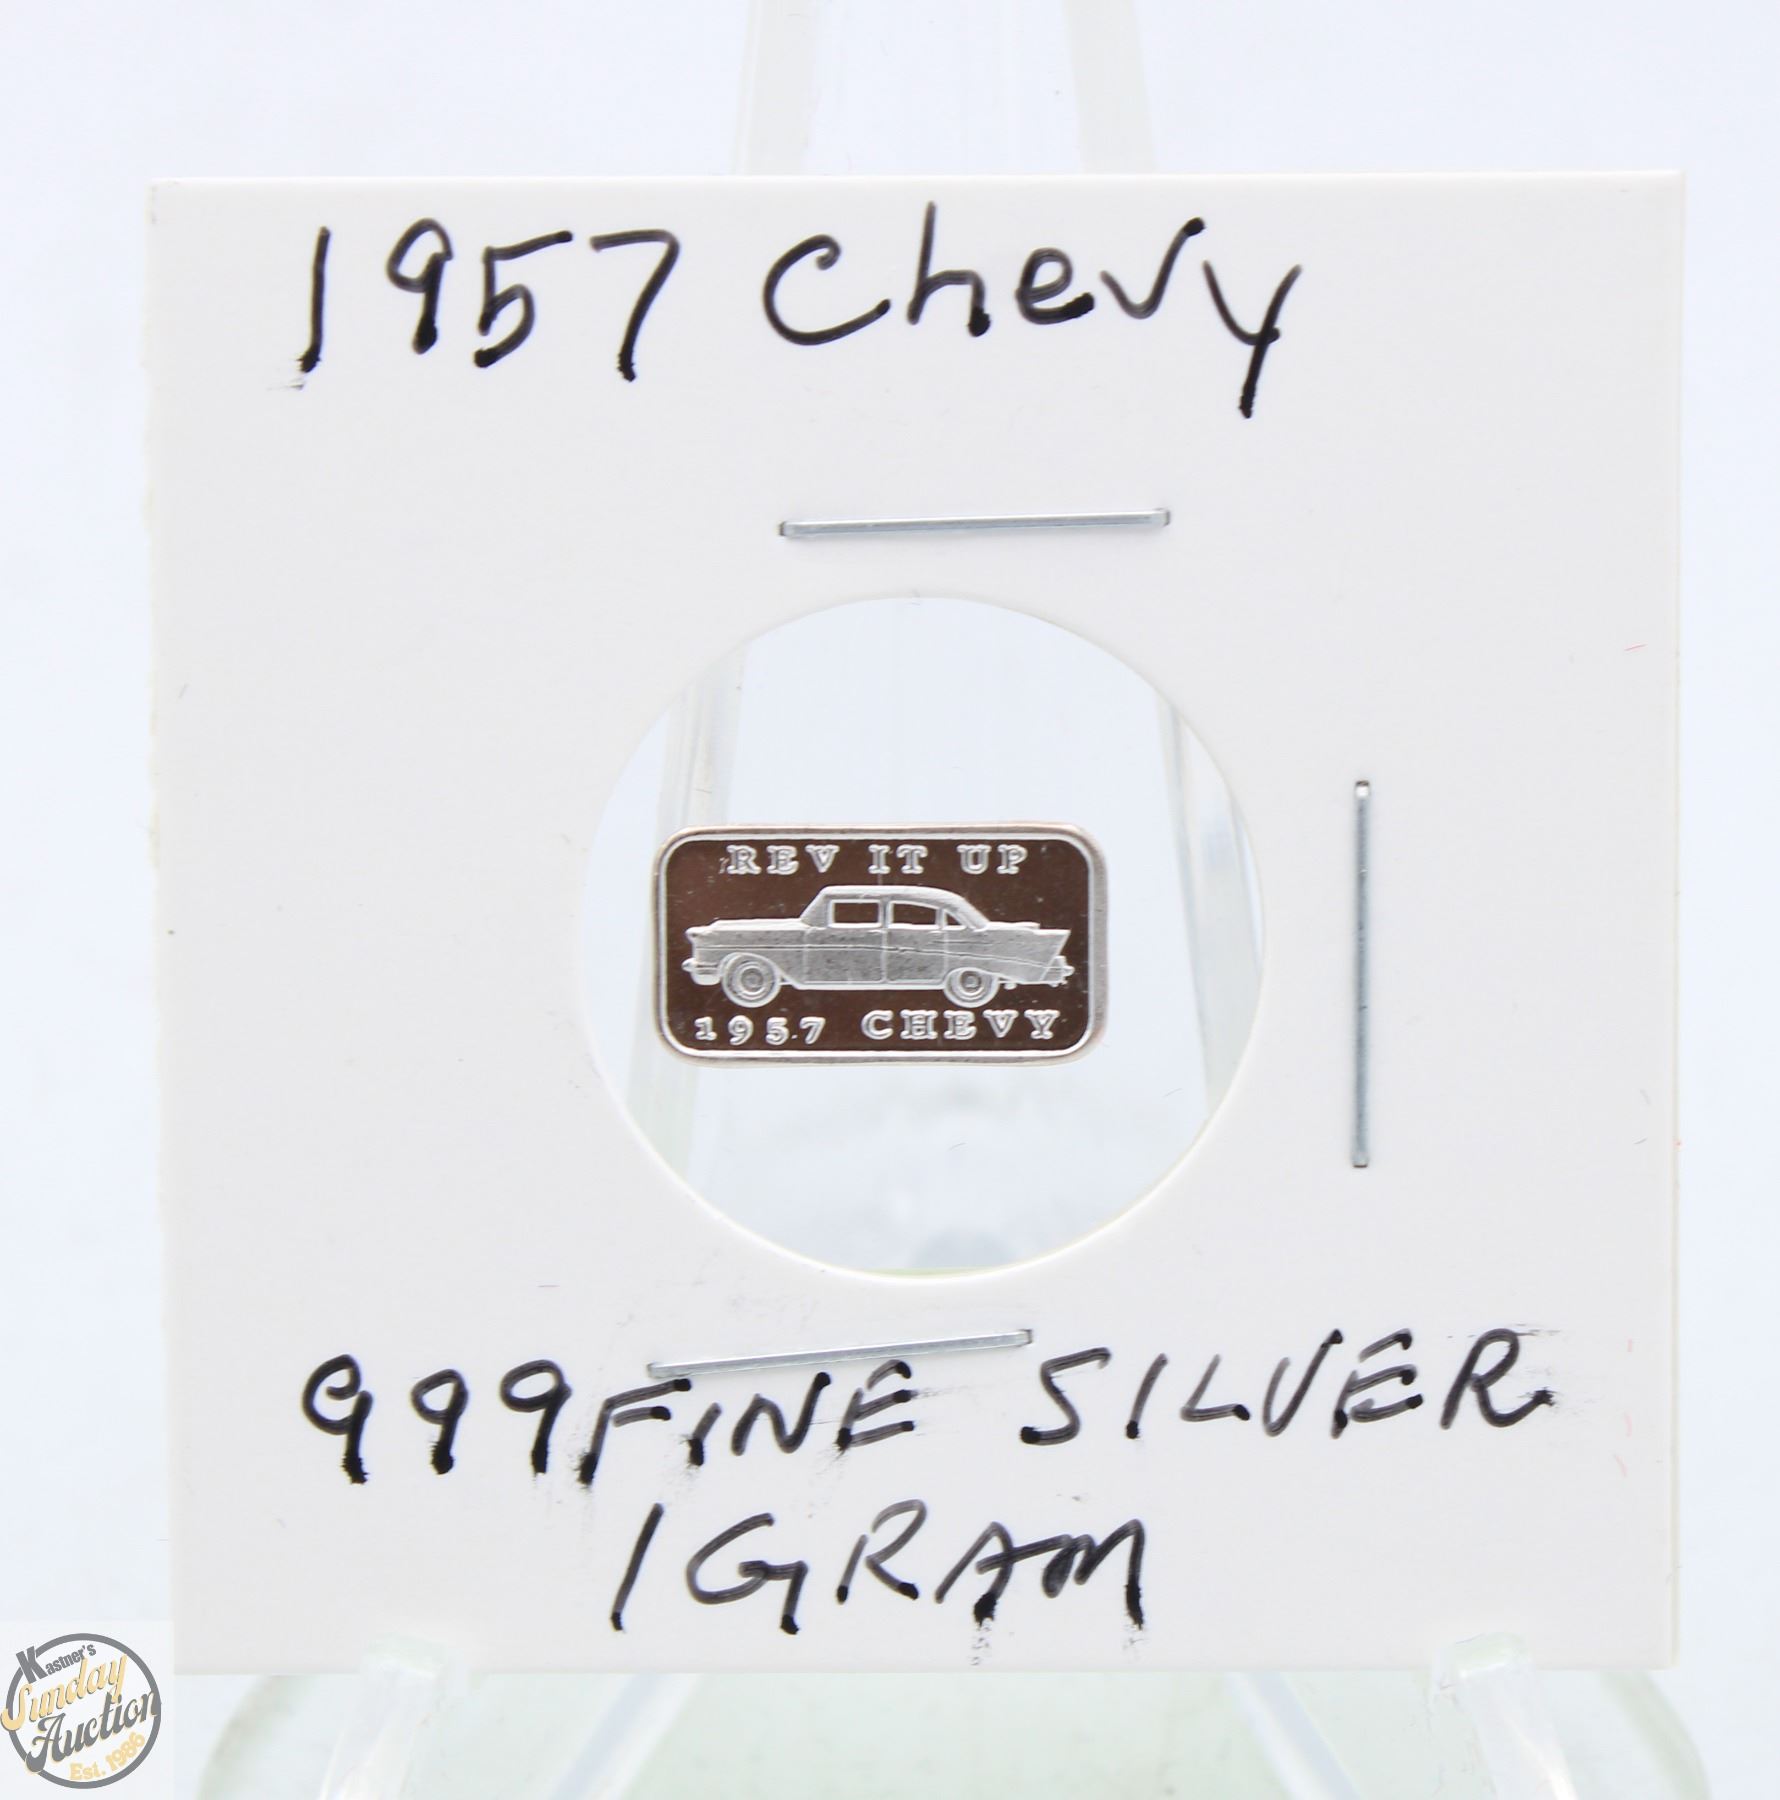 1957 Chevy
REV IT UP
1957 CHEVY
999 FINE SILVER
1 GRAM
Kastner's
Sunday
Auction
Est. 1986